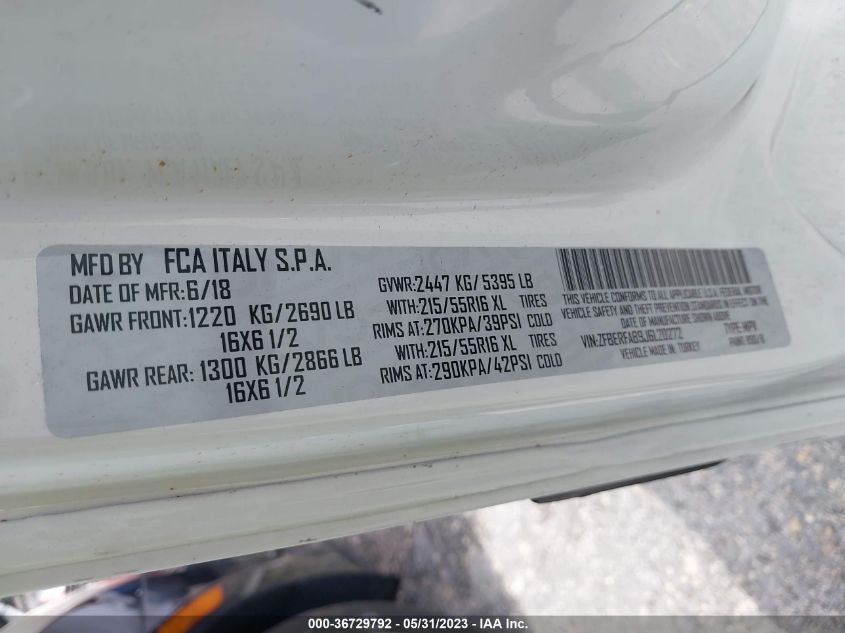 MFD BY FCA ITALY S.P.A.
DATE OF MFR:6/18
GAWR FRONT:1220 KG/2690 LB
16X6 1/2
GAWR REAR: 1300 KG/2866 LB
16X6 1/2
GVWR:2447 KG/5395 LB
WITH:215/55R16 XL TIRES
RIMS AT:270KPA/39PSI COLD
WITH:215/55R16 XL TIRES
RIMS AT:290KPA/42PSI COLD
THIS VEHICLE CONFORMS TO ALL APPLICABLE U.S.A. FEDERAL MOTOR
VEHICLE SAFETY STANDARDS IN EFFECT ON THE
DATE OF MANUFACTURE SHOWN ABOVE
VIN:ZFBERFAB9J6L20272 TYPE:MPV
VEHICLE MADE IN: TURKEY PAINT:
000-36729792 - 05/31/2023 - IAA Inc.